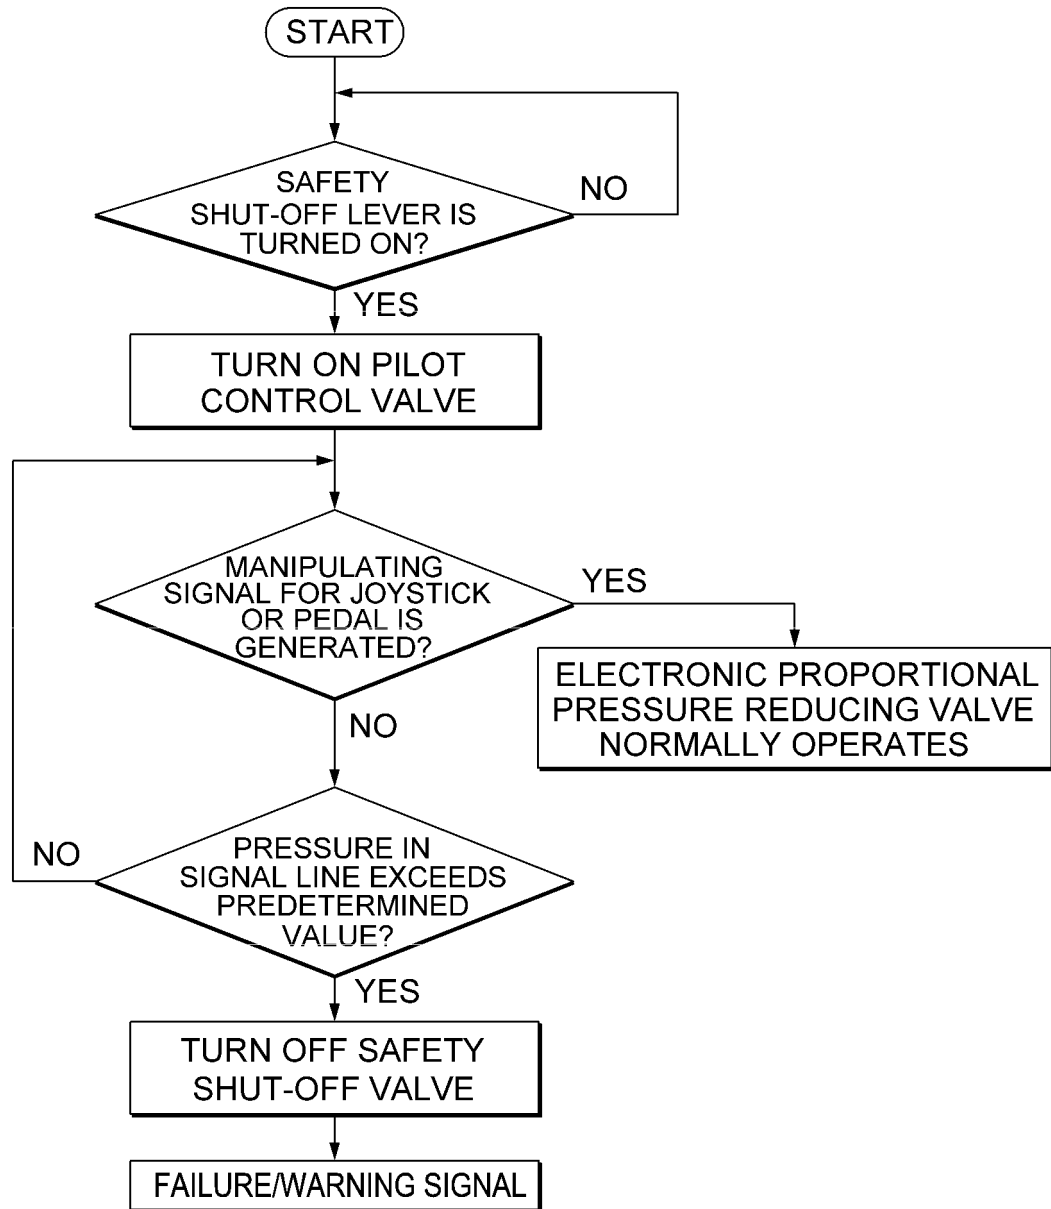 START
SAFETY
SHUT-OFF LEVER IS
TURNED ON?
NO
YES
TURN ON PILOT
CONTROL VALVE
MANIPULATING
SIGNAL FOR JOYSTICK
OR PEDAL IS
GENERATED?
YES
ELECTRONIC PROPORTIONAL
PRESSURE REDUCING VALVE
NORMALLY OPERATES
NO
PRESSURE IN
SIGNAL LINE EXCEEDS
PREDETERMINED
VALUE?
NO
YES
TURN OFF SAFETY
SHUT-OFF VALVE
FAILURE/WARNING SIGNAL